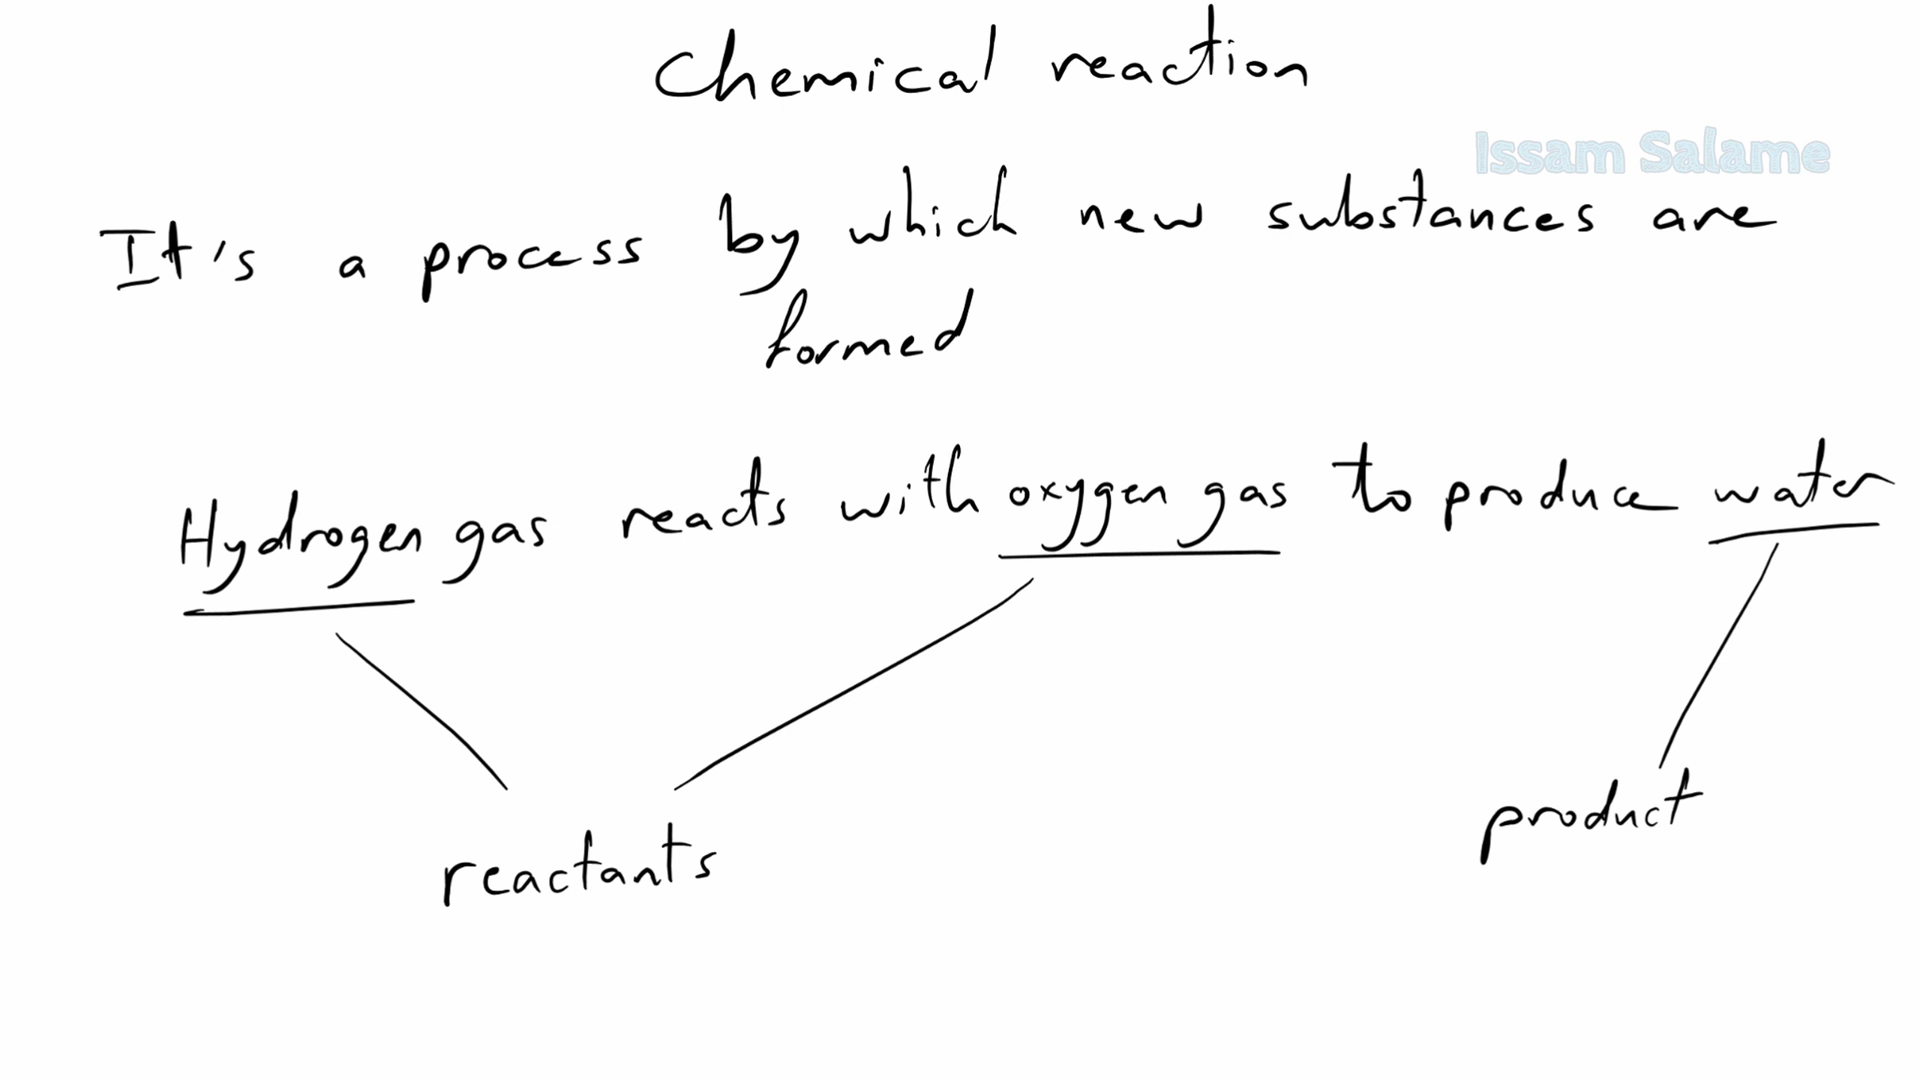 Chemical reaction
Issam Salame
It's a process by which new substances are
formed
Hydrogen gas reacts with oxygen gas to produce water
product
reactants